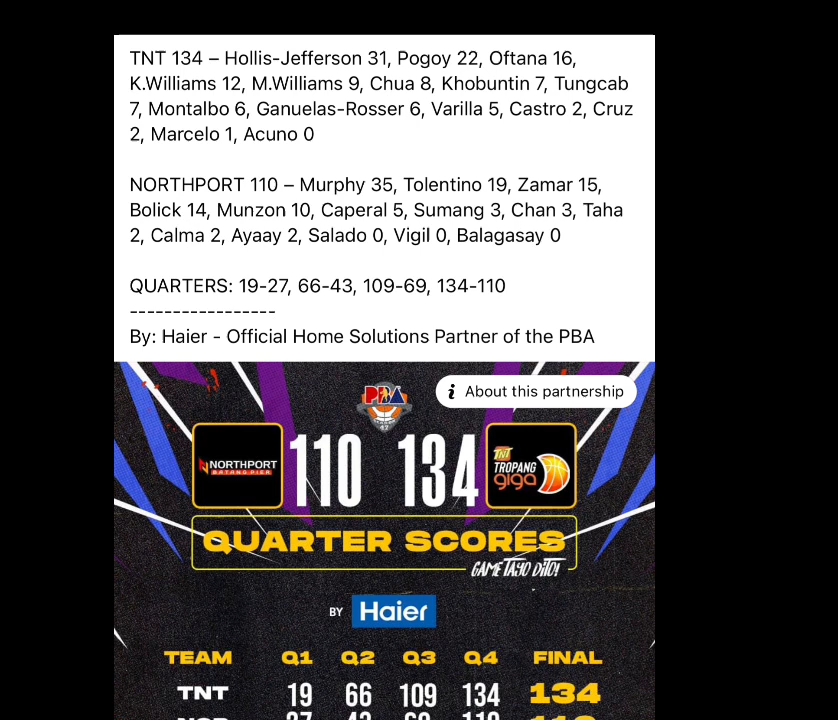 TNT 134 – Hollis-Jefferson 31, Pogoy 22, Oftana 16,
K.Williams 12, M.Williams 9, Chua 8, Khobuntin 7, Tungcab
7, Montalbo 6, Ganuelas-Rosser 6, Varilla 5, Castro 2, Cruz
2, Marcelo 1, Acuno 0
NORTHPORT 110 – Murphy 35, Tolentino 19, Zamar 15,
Bolick 14, Munzon 10, Caperal 5, Sumang 3, Chan 3, Taha
2, Calma 2, Ayaay 2, Salado 0, Vigil 0, Balagasay 0
QUARTERS: 19-27, 66-43, 109-69, 134-110
-----------------
By: Haier - Official Home Solutions Partner of the PBA
i About this partnership
PBA
NORTHPORT
BATANG PIER
110 134
TNT
TROPANG
giga
QUARTER SCORES
GAME TAYO DITO!
BY Haier
TEAM Q1 Q2 Q3 Q4 FINAL
TNT 19 66 109 134 134